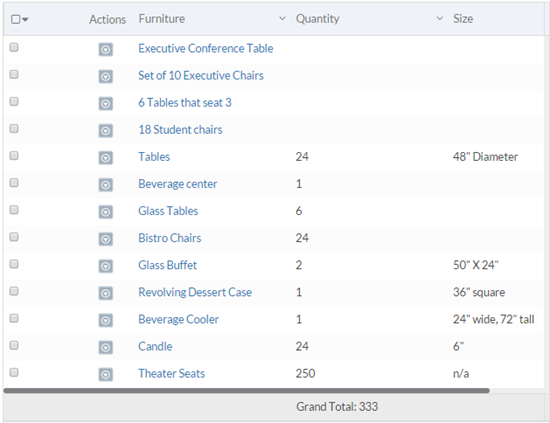 Actions Furniture Quantity Size
Executive Conference Table
Set of 10 Executive Chairs
6 Tables that seat 3
18 Student chairs
Tables 24 48" Diameter
Beverage center 1
Glass Tables 6
Bistro Chairs 24
Glass Buffet 2 50" X 24"
Revolving Dessert Case 1 36" square
Beverage Cooler 1 24" wide, 72" tall
Candle 24 6"
Theater Seats 250 n/a
Grand Total: 333